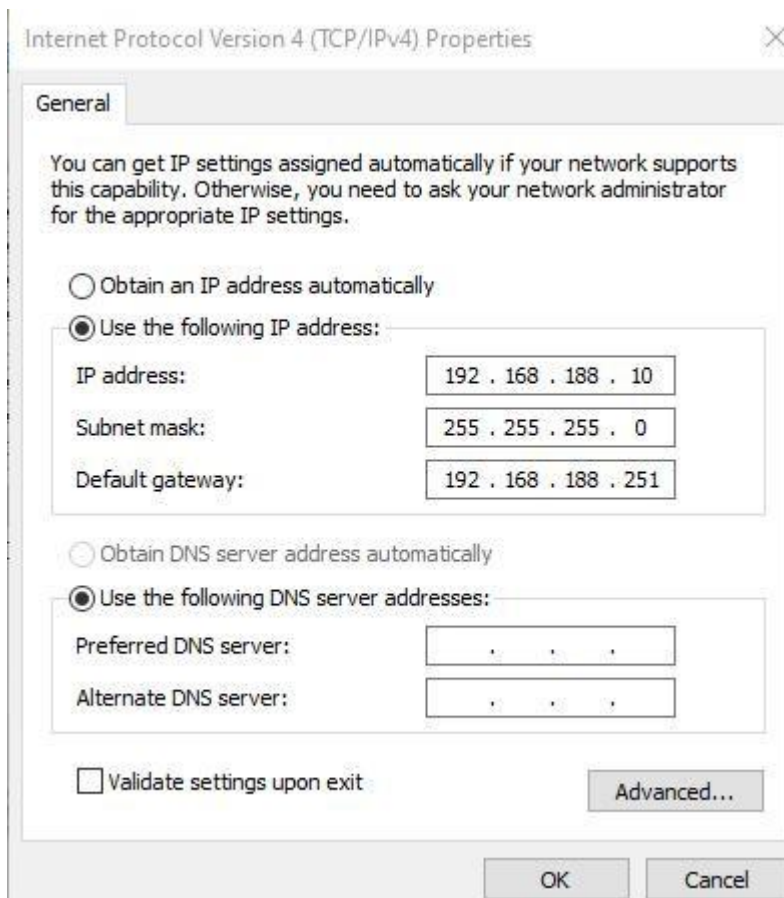 Internet Protocol Version 4 (TCP/IPv4) Properties
General
You can get IP settings assigned automatically if your network supports
this capability. Otherwise, you need to ask your network administrator
for the appropriate IP settings.
Obtain an IP address automatically
Use the following IP address:
IP address: 192 . 168 . 188 . 10
Subnet mask: 255 . 255 . 255 . 0
Default gateway: 192 . 168 . 188 . 251
Obtain DNS server address automatically
Use the following DNS server addresses:
Preferred DNS server: . . .
Alternate DNS server: . . .
Validate settings upon exit
Advanced...
OK Cancel